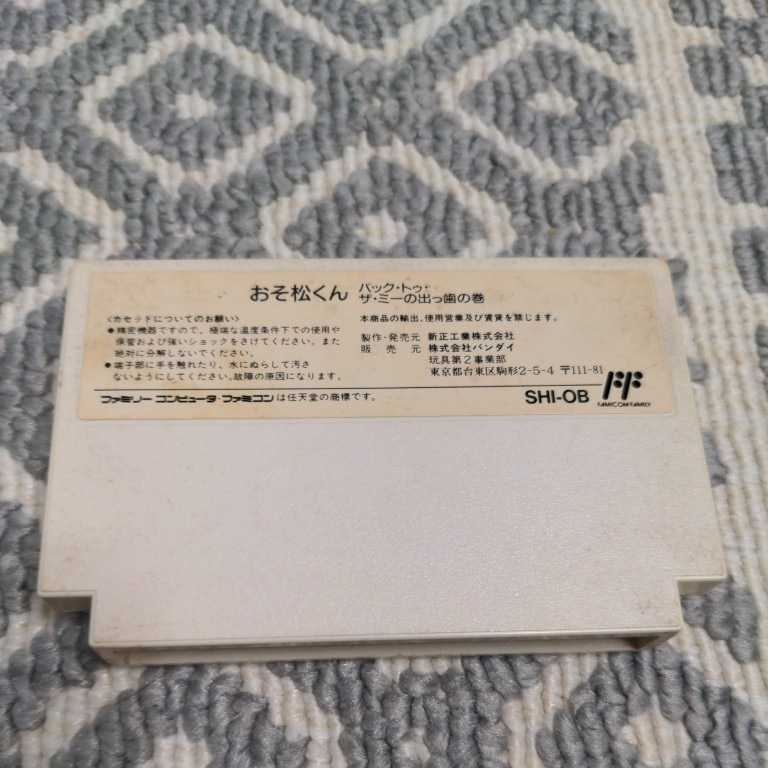 おそ松くん バック・トゥ・
ザ・ミーの出っ歯の巻
〈カセットについてのお願い〉
●精密機器ですので、極端な温度条件下での使用や
保管および強いショックをさけてください。また
絶対に分解しないでください。
●端子部に手を触れたり、水にぬらして汚さ
ないようにしてください。故障の原因になります。
本商品の輸出、使用営業及び賃貸を禁じます。
製作・発売元 新正工業株式会社
販売元 株式会社バンダイ
玩具第2事業部
東京都台東区駒形2-5-4 〒111-81
ファミリーコンピュータ・ファミコンは任天堂の商標です。
SHI-OB
FF
FAMICOM FAMILY